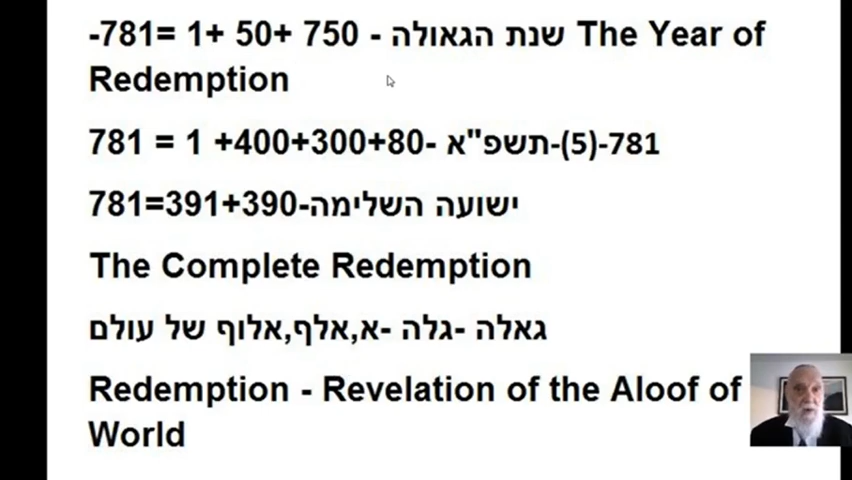 -781= 1+ 50+ 750 - שנת הגאולה The Year of
Redemption
781 = 1 +400+300+80- תשפ"א-(5)-781
781=391+390-ישועה השלימה
The Complete Redemption
גאלה -גלה -א,אלף,אלוף של עולם
Redemption - Revelation of the Aloof of
World